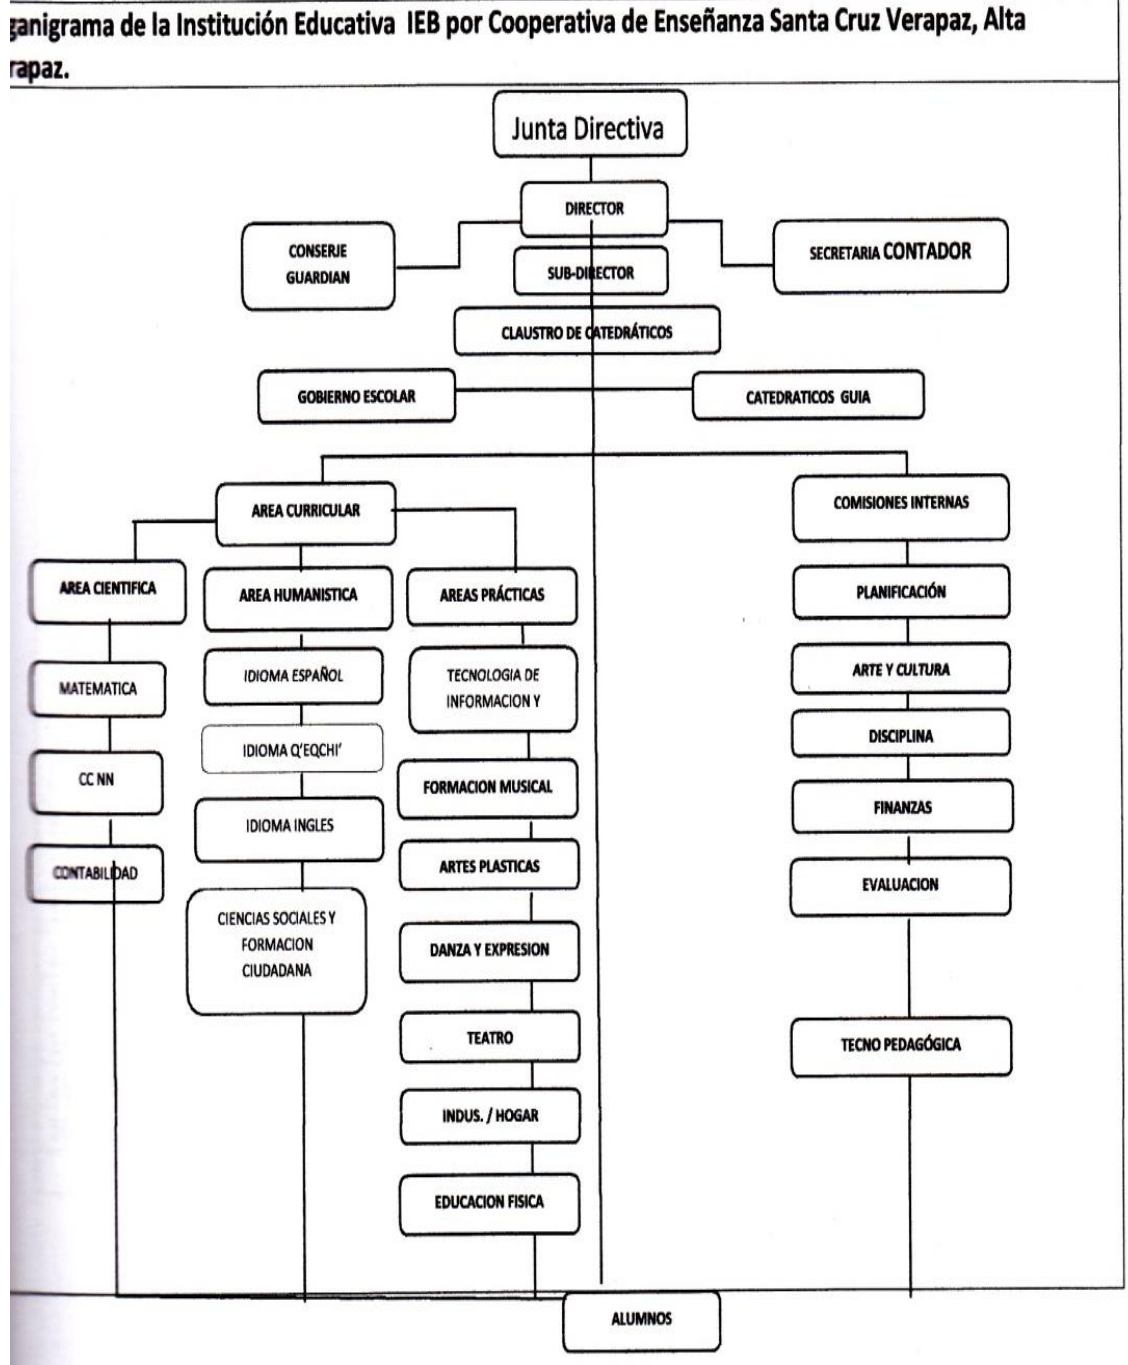 ganigrama de la Institución Educativa IEB por Cooperativa de Enseñanza Santa Cruz Verapaz, Alta
rapaz.
Junta Directiva
DIRECTOR
CONSERJE
GUARDIAN
SECRETARIA CONTADOR
SUB-DIRECTOR
CLAUSTRO DE CATEDRÁTICOS
GOBIERNO ESCOLAR
CATEDRATICOS GUIA
AREA CURRICULAR
COMISIONES INTERNAS
AREA CIENTIFICA
MATEMATICA
CC NN
CONTABILIDAD
AREA HUMANISTICA
IDIOMA ESPAÑOL
IDIOMA Q'EQCHI'
IDIOMA INGLES
CIENCIAS SOCIALES Y
FORMACION
CIUDADANA
AREAS PRÁCTICAS
TECNOLOGIA DE
INFORMACION Y
FORMACION MUSICAL
ARTES PLASTICAS
DANZA Y EXPRESION
TEATRO
INDUS. / HOGAR
EDUCACION FISICA
PLANIFICACIÓN
ARTE Y CULTURA
DISCIPLINA
FINANZAS
EVALUACION
TECNO PEDAGÓGICA
ALUMNOS